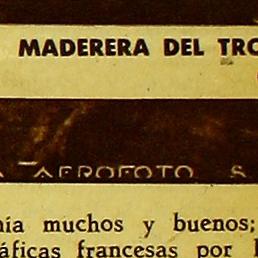 MADERERA DEL TRO
AEROFOTO S
nía muchos y buenos;
áficas francesas por l